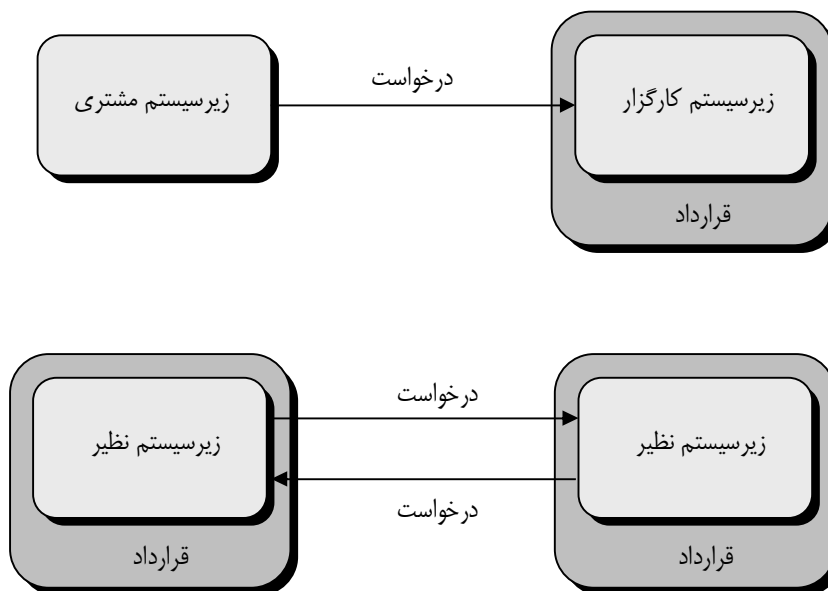 درخواست
زیرسیستم کارگزار
زیرسیستم مشتری
قرارداد
درخواست
زیرسیستم نظیر
زیرسیستم نظیر
درخواست
قرارداد
قرارداد